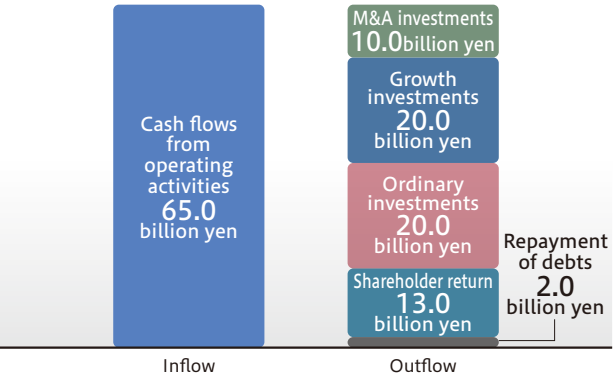 Cash flows
from
operating
activities
65.0
billion yen
M&A investments
10.0billion yen
Growth
investments
20.0
billion yen
Ordinary
investments
20.0
billion yen
Shareholder return
13.0
billion yen
Repayment
of debts
2.0
billion yen
Inflow
Outflow